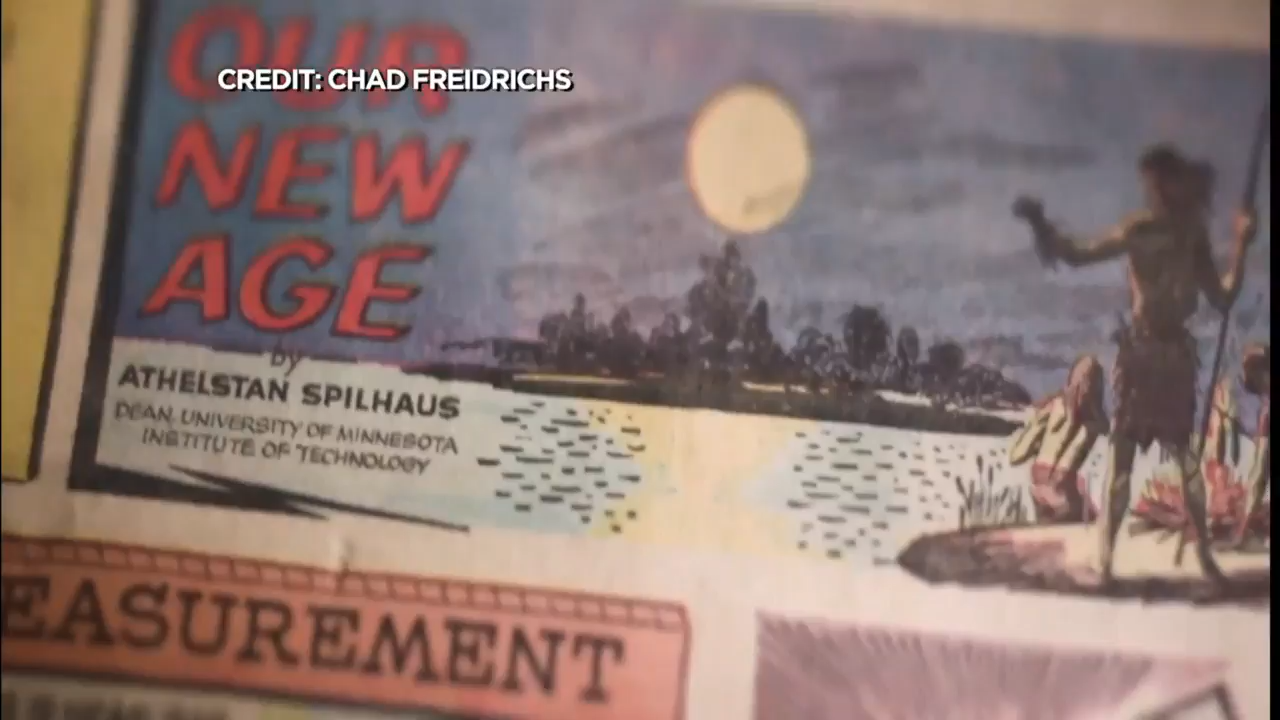 OUR
CREDIT: CHAD FREIDRICHS
NEW
AGE
by
ATHELSTAN SPILHAUS
DEAN, UNIVERSITY OF MINNESOTA
INSTITUTE OF TECHNOLOGY
EASUREMENT